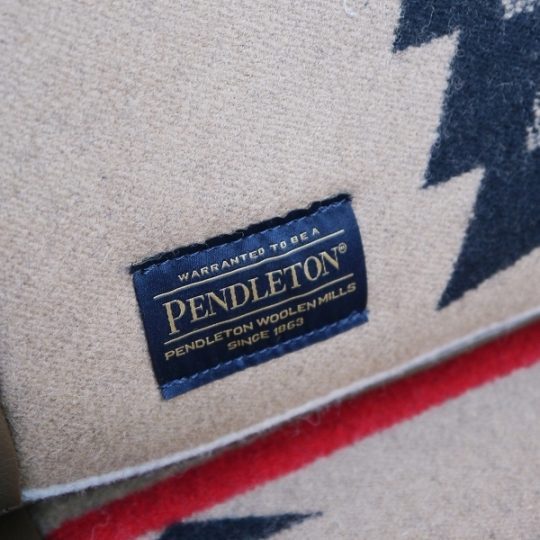 WARRANTED TO BE A
PENDLETON®
PENDLETON WOOLEN MILLS
SINCE 1863